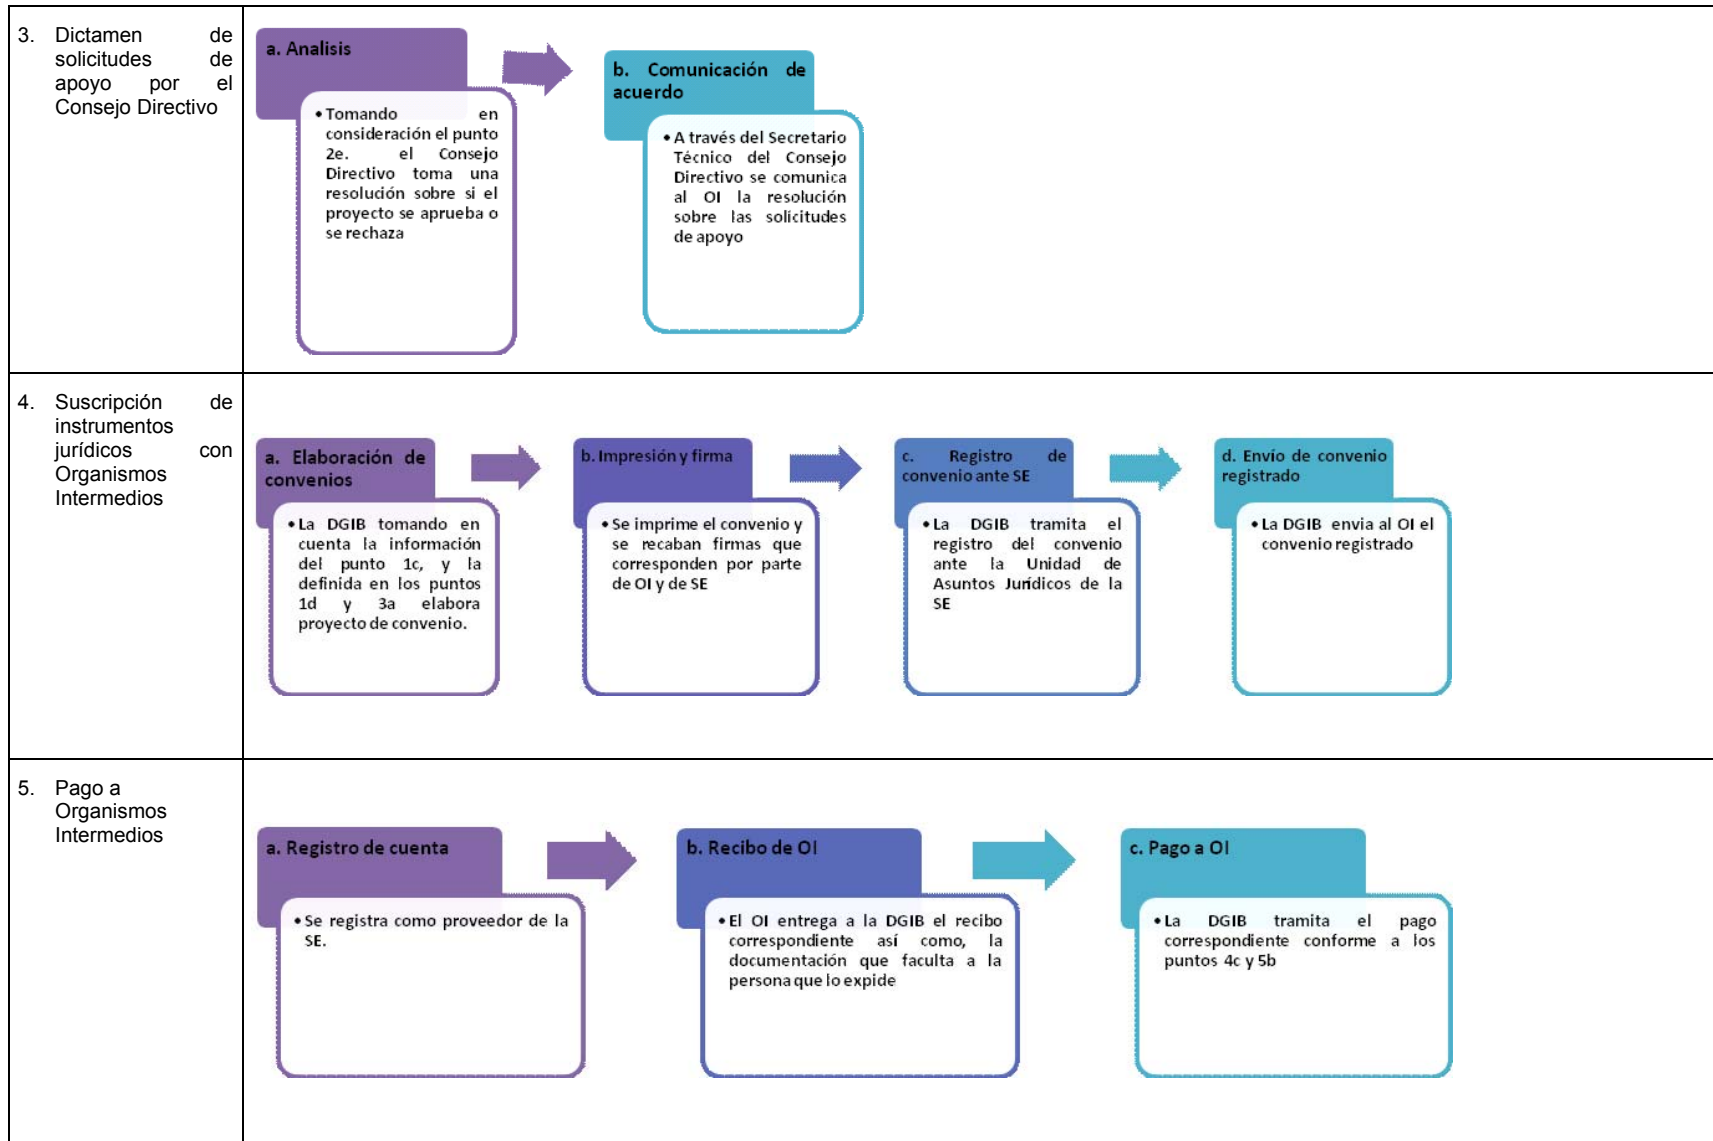 3. Dictamen de
solicitudes de
apoyo por el
Consejo Directivo
a. Analisis
• Tomando en
consideración el punto
2e. el Consejo
Directivo toma una
resolución sobre si el
proyecto se aprueba o
se rechaza
b. Comunicación de
acuerdo
• A través del Secretario
Técnico del Consejo
Directivo se comunica
al OI la resolución
sobre las solicitudes
de apoyo
4. Suscripción de
instrumentos
jurídicos con
Organismos
Intermedios
a. Elaboración de
convenios
• La DGIB tomando en
cuenta la información
del punto 1c, y la
definida en los puntos
1d y 3a elabora
proyecto de convenio.
b. Impresión y firma
• Se imprime el convenio y
se recaban firmas que
corresponden por parte
de OI y de SE
c. Registro de
convenio ante SE
• La DGIB tramita el
registro del convenio
ante la Unidad de
Asuntos Jurídicos de la
SE
d. Envío de convenio
registrado
• La DGIB envia al OI el
convenio registrado
5. Pago a
Organismos
Intermedios
a. Registro de cuenta
• Se registra como proveedor de la
SE.
b. Recibo de OI
• El OI entrega a la DGIB el recibo
correspondiente así como, la
documentación que faculta a la
persona que lo expide
c. Pago a OI
• La DGIB tramita el pago
correspondiente conforme a los
puntos 4c y 5b